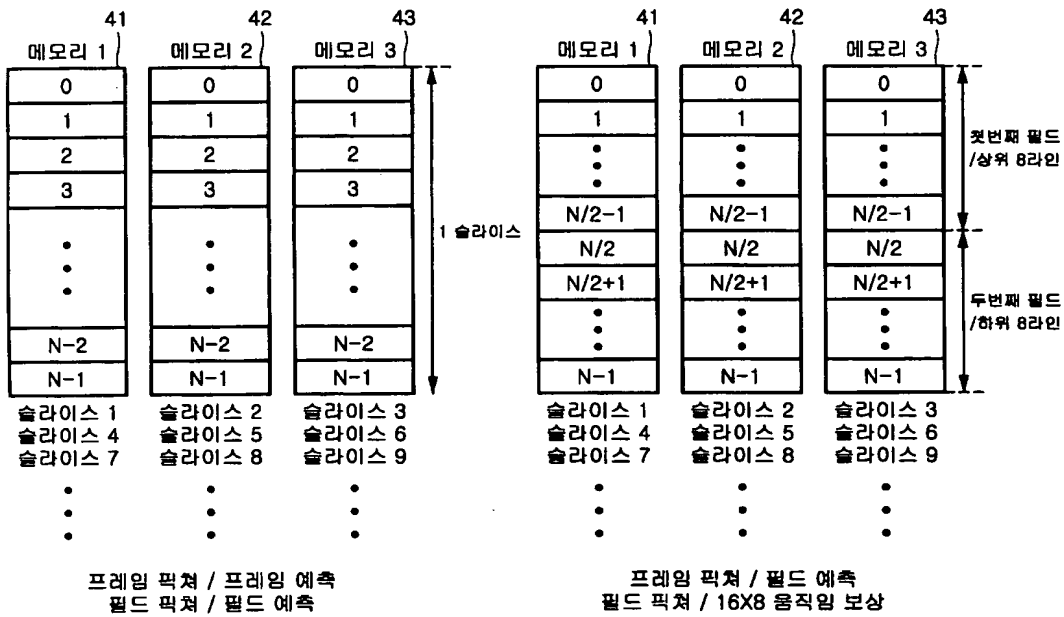 41 42 43 41 42 43
메모리 1 메모리 2 메모리 3 메모리 1 메모리 2 메모리 3
0 0 0 0 0 0
1 1 1 1 1 1
2 2 2
3 3 3
첫번째 필드
/상위 8라인
N/2-1 N/2-1 N/2-1
1 슬라이스
N/2 N/2 N/2
N/2+1 N/2+1 N/2+1
두번째 필드
/하위 8라인
N-2 N-2 N-2
N-1 N-1 N-1 N-1 N-1 N-1
슬라이스 1 슬라이스 2 슬라이스 3 슬라이스 1 슬라이스 2 슬라이스 3
슬라이스 4 슬라이스 5 슬라이스 6 슬라이스 4 슬라이스 5 슬라이스 6
슬라이스 7 슬라이스 8 슬라이스 9 슬라이스 7 슬라이스 8 슬라이스 9
프레임 픽쳐 / 프레임 예측
필드 픽쳐 / 필드 예측
프레임 픽쳐 / 필드 예측
필드 픽쳐 / 16X8 움직임 보상